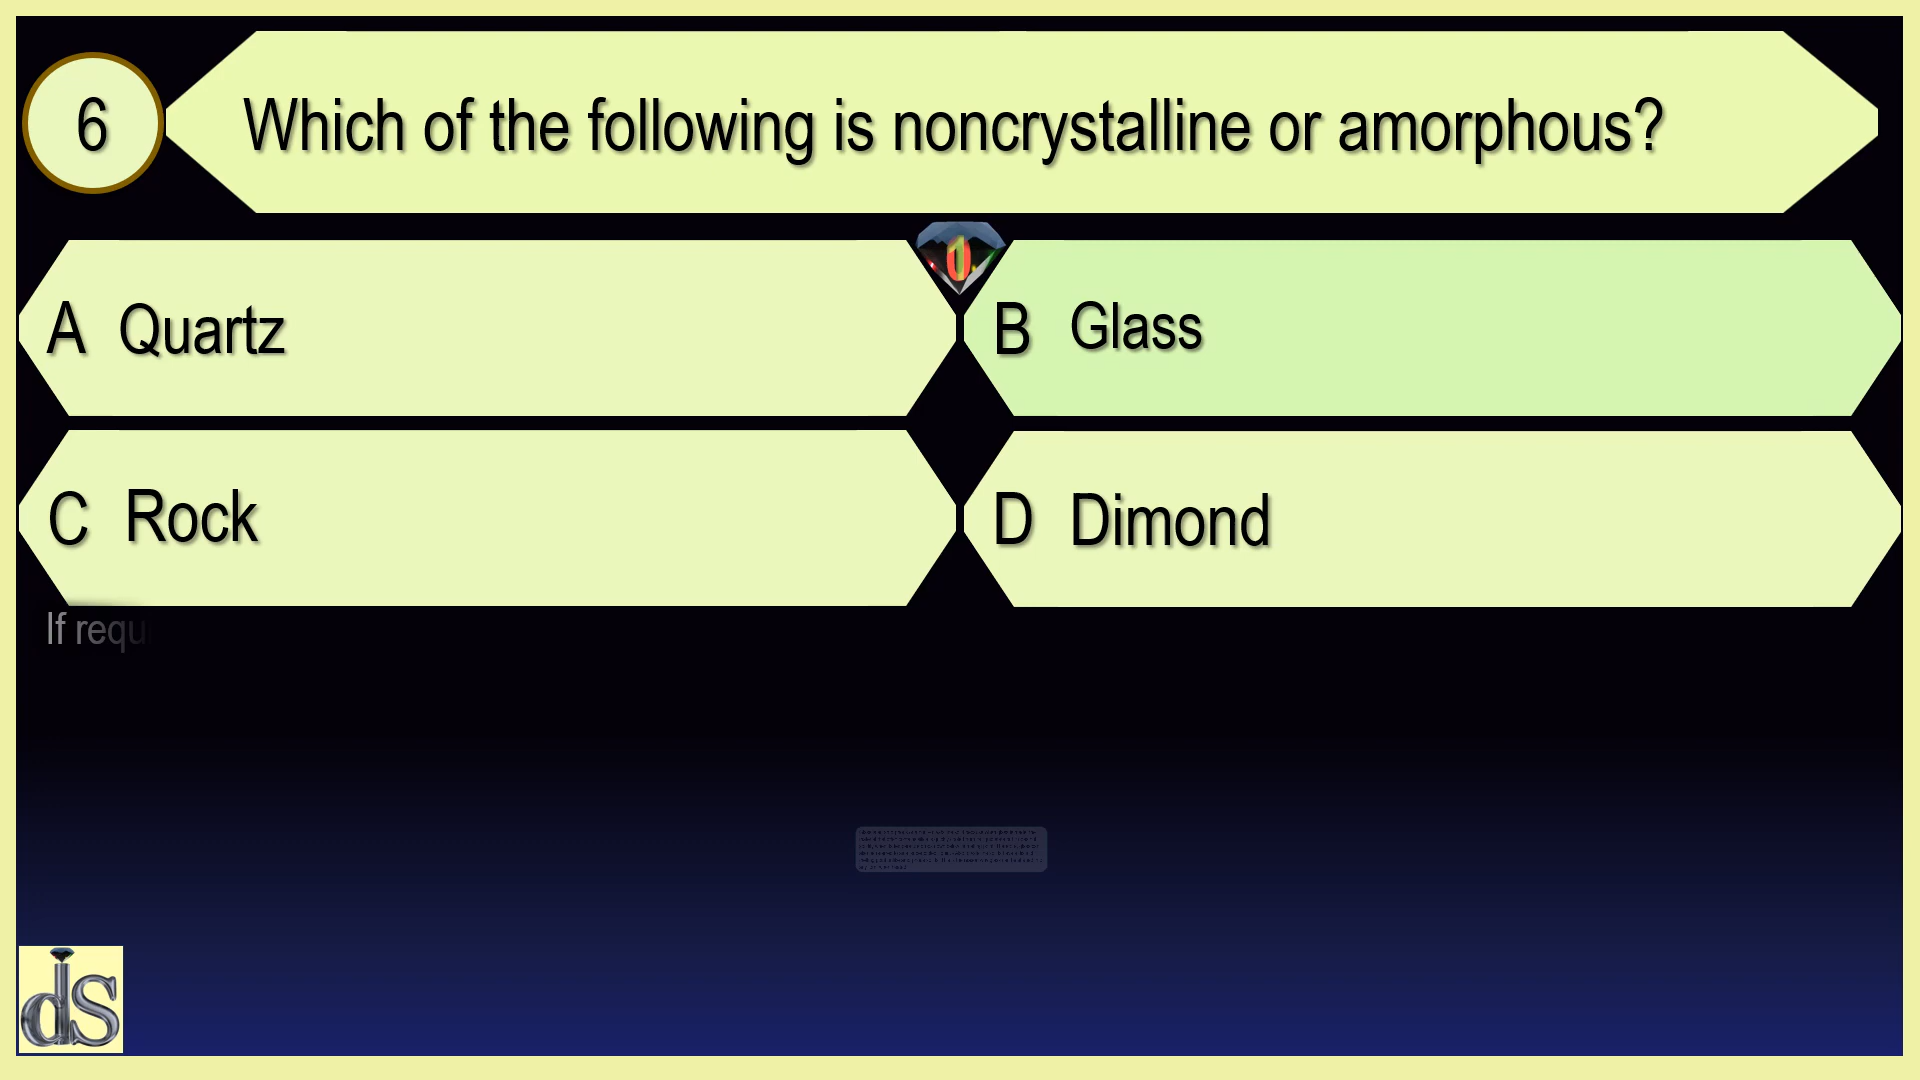 6
Which of the following is noncrystalline or amorphous?
A Quartz
B Glass
C Rock
D Dimond
If requ
ds